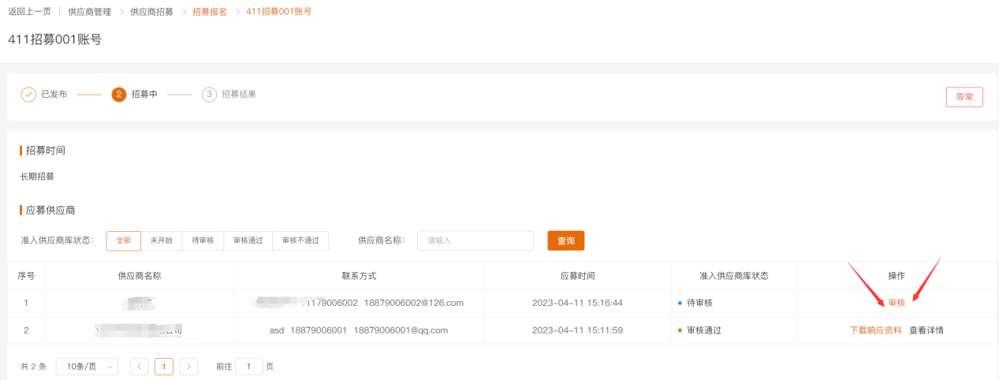 返回上一页 | 供应商管理 > 供应商招募 > 招募报名 > 411招募001账号
411招募001账号
已发布 2 招募中 3 招募结果 异常
招募时间
长期招募
应募供应商
准入供应商库状态: 全部 未开始 待审核 审核通过 审核不通过 供应商名称: 请输入 查询
序号 供应商名称 联系方式 应募时间 准入供应商库状态 操作
1 79006002 18879006002@126.com 2023-04-11 15:16:44 待审核 审核
2 公司 asd 18879006001 18879006001@qq.com 2023-04-11 15:11:59 审核通过 下载响应资料 查看详情
共 2 条 10条/页 < 1 > 前往 1 页